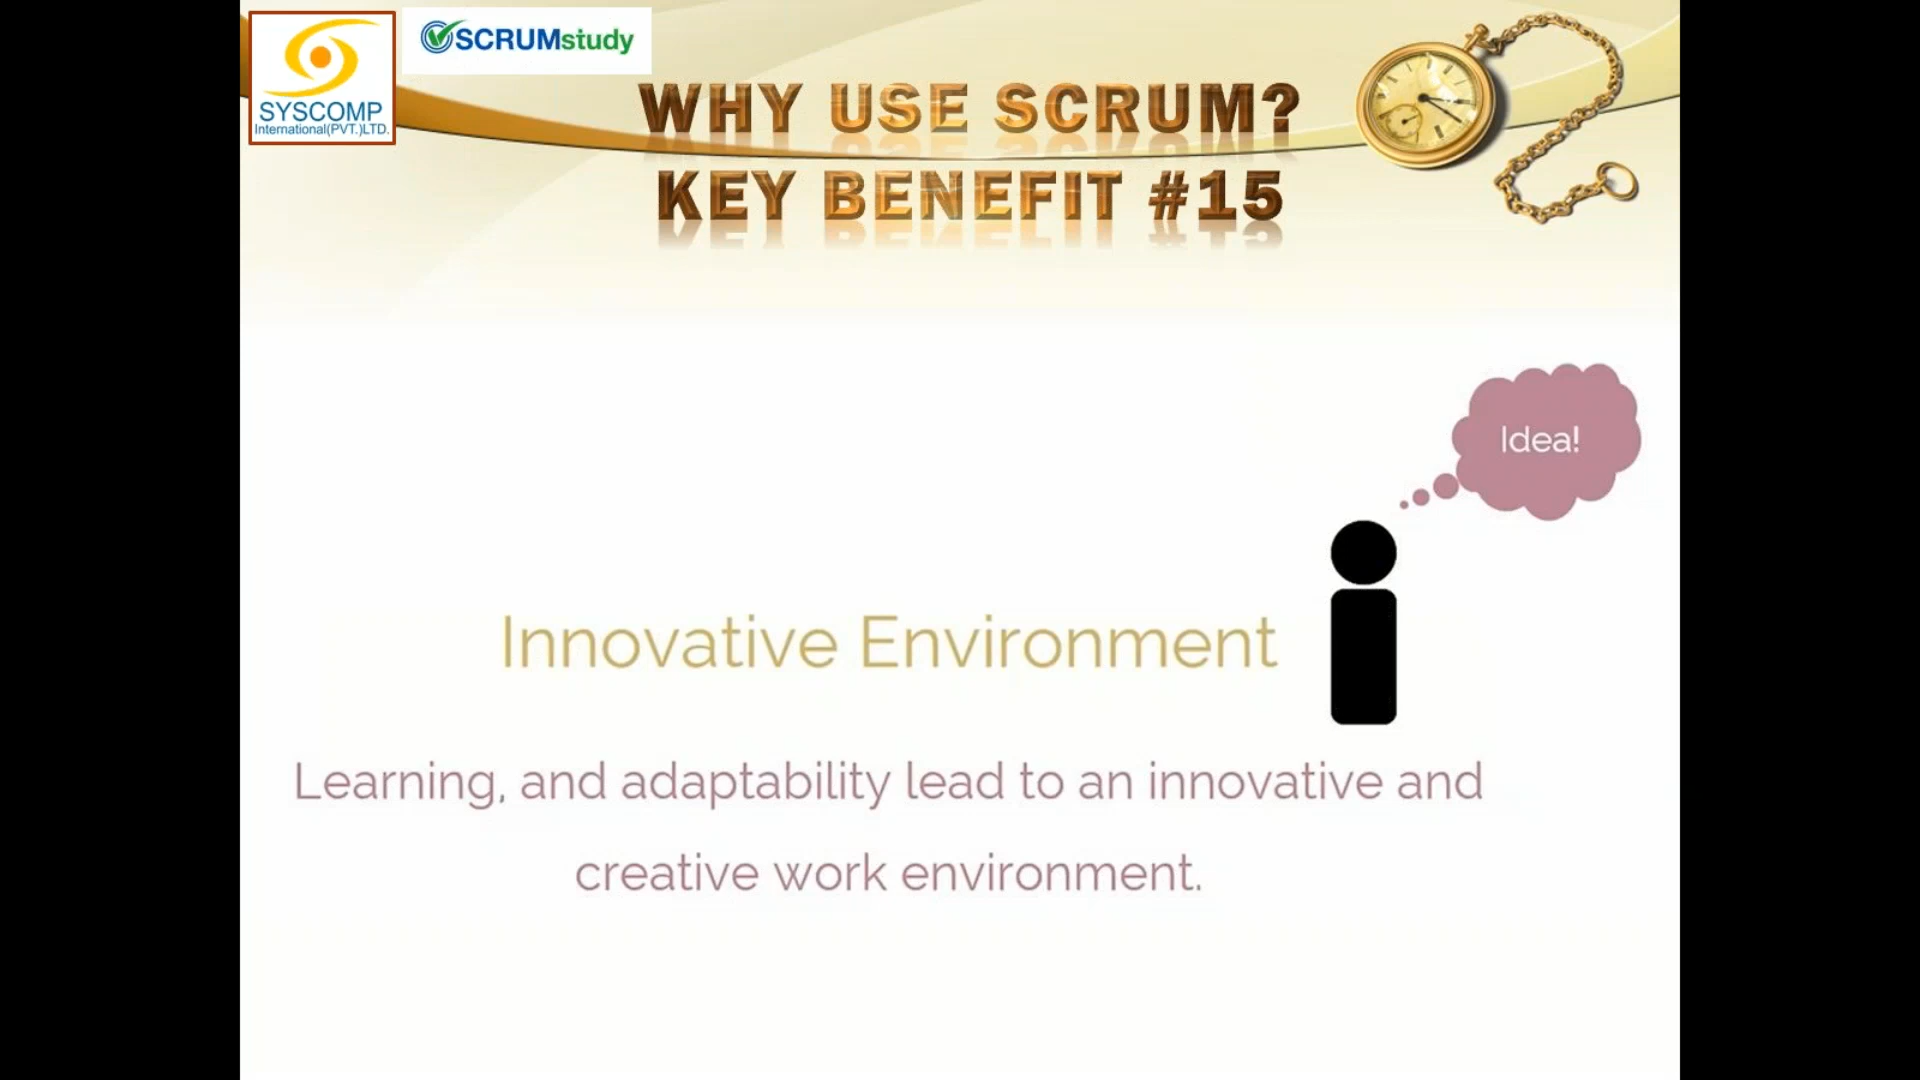 SYSCOMP
International(PVT.)LTD.
SCRUMstudy
WHY USE SCRUM?
KEY BENEFIT #15
Idea!
Innovative Environment
Learning, and adaptability lead to an innovative and
creative work environment.